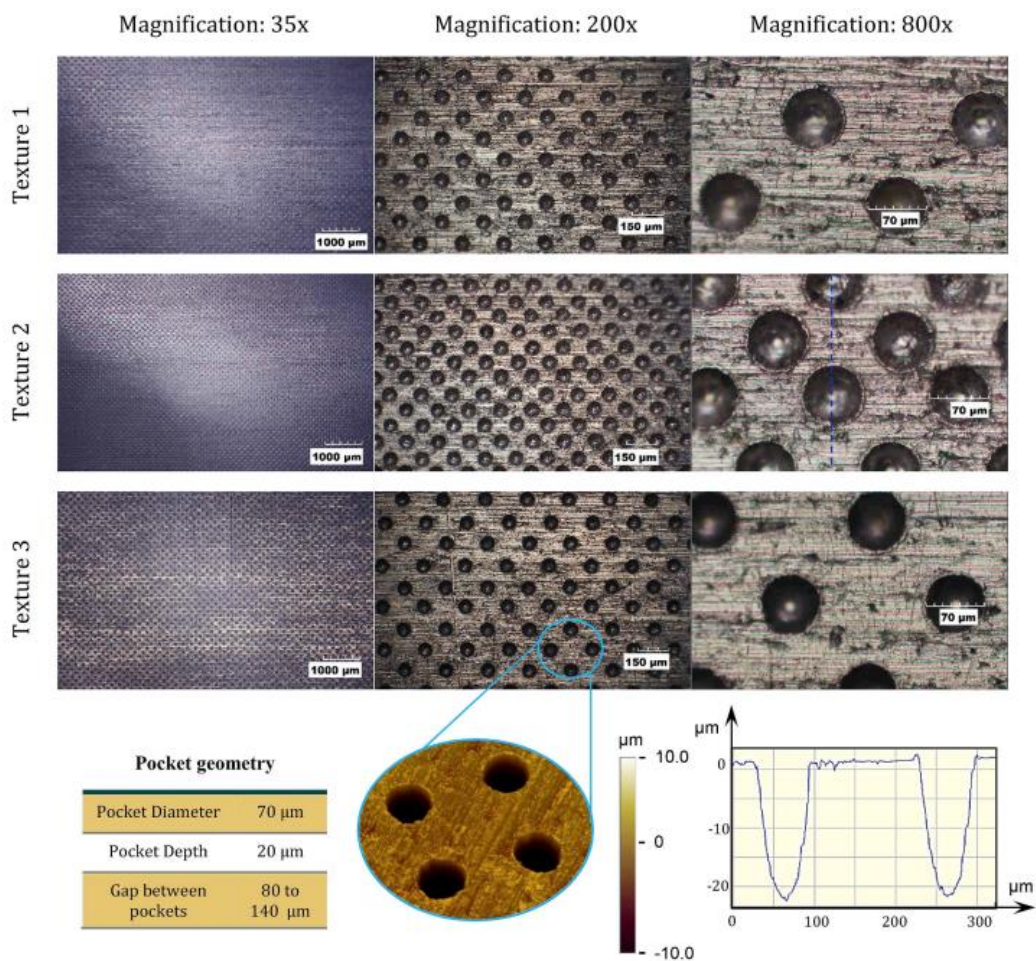 Magnification: 35x
Magnification: 200x
Magnification: 800x
Texture 1
1000 µm
150 µm
70 µm
Texture 2
1000 µm
150 µm
70 µm
Texture 3
1000 µm
150 µm
70 µm
Pocket geometry
Pocket Diameter 70 µm
Pocket Depth 20 µm
Gap between pockets 80 to 140 µm
µm
10.0
0
-10.0
µm
0
-10
-20
0 100 200 300
µm